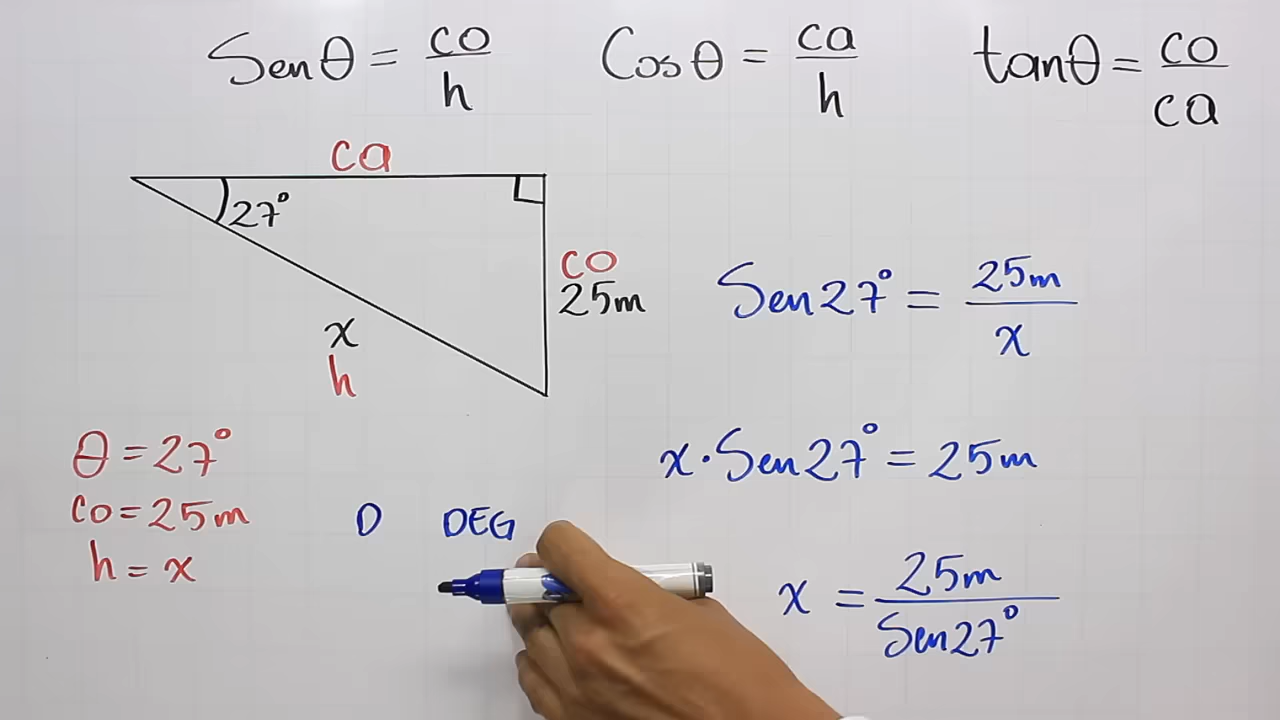 Sen θ = co/h   Cos θ = ca/h   tan θ = co/ca
ca
27°
co
25m
x
h
Sen 27° = 25m/x
θ = 27°
co = 25m
h = x
x · Sen 27° = 25m
D   DEG
x = 25m/Sen 27°